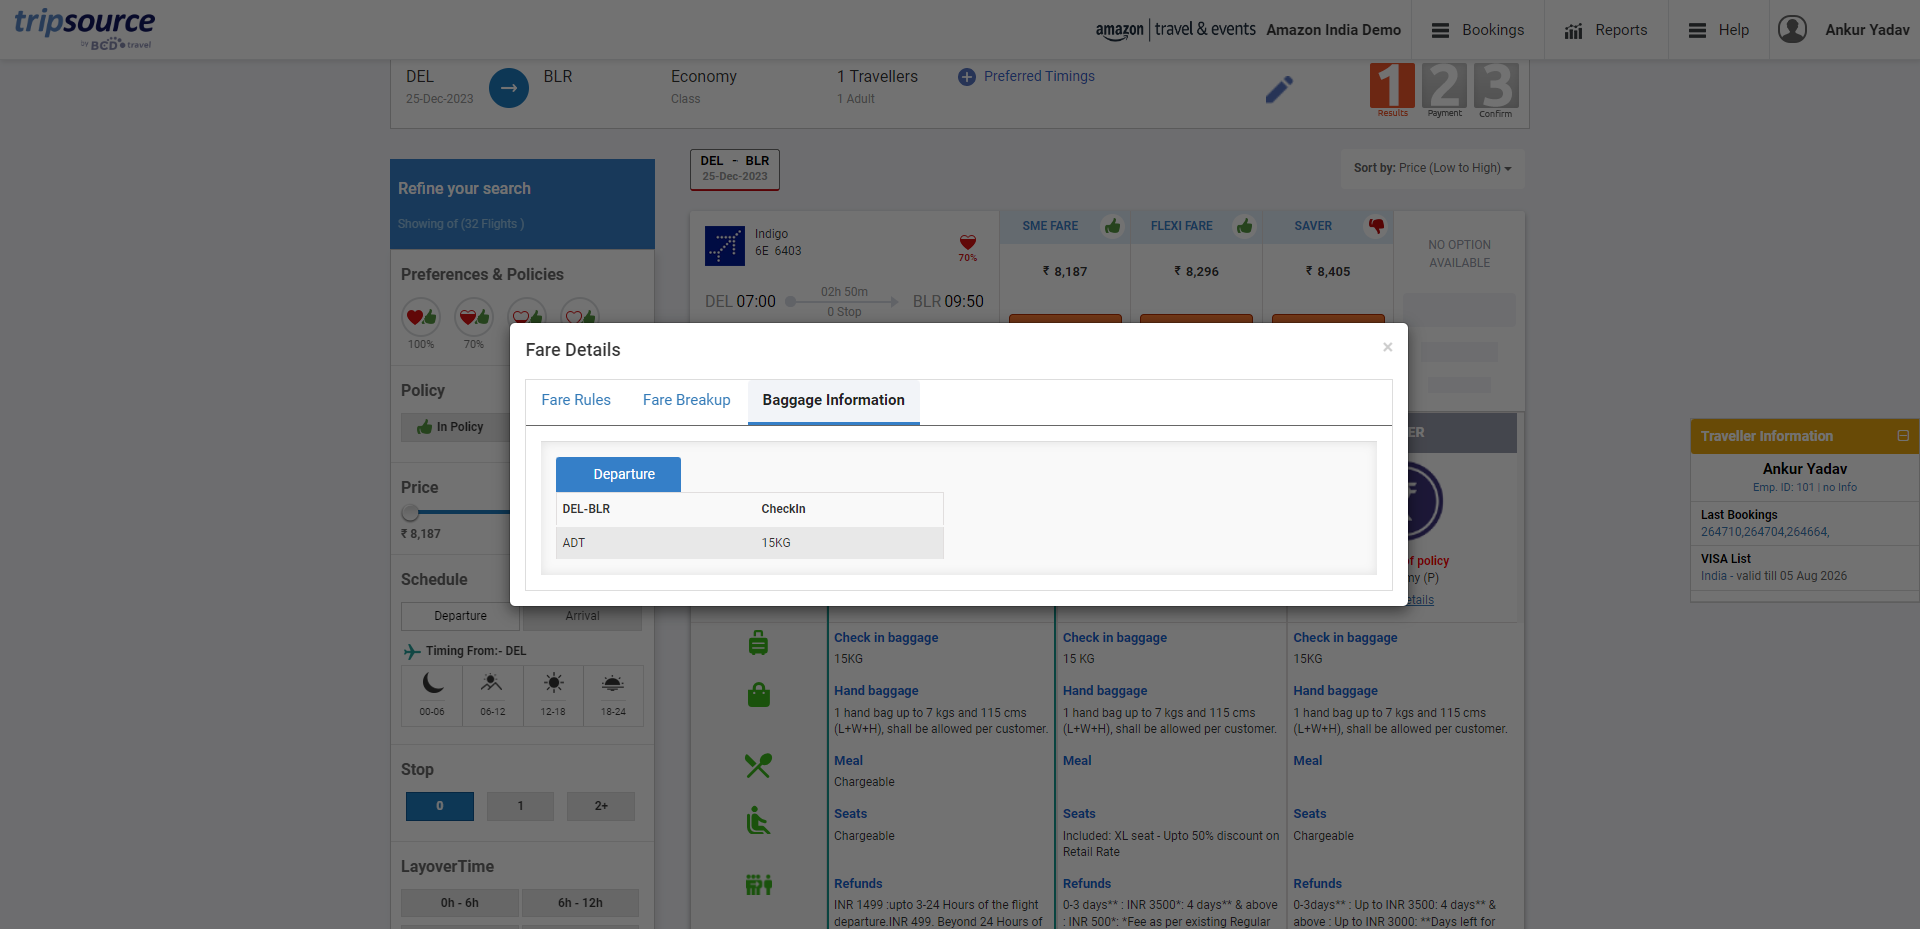 tripsource
by BCD travel
amazon | travel & events
Amazon India Demo
Bookings
Reports
Help
Ankur Yadav
DEL
25-Dec-2023
BLR
Economy
Class
1 Travellers
1 Adult
Preferred Timings
1
Results
2
Payment
3
Confirm
Refine your search
Showing of (32 Flights )
Preferences & Policies
100%
70%
Policy
In Policy
Price
₹ 8,187
Schedule
Departure
Arrival
Timing From:- DEL
00-06
06-12
12-18
18-24
Stop
0
1
2+
LayoverTime
0h - 6h
6h - 12h
DEL - BLR
25-Dec-2023
Sort by: Price (Low to High)
Indigo
6E 6403
70%
DEL 07:00
02h 50m
0 Stop
BLR 09:50
SME FARE
₹ 8,187
FLEXI FARE
₹ 8,296
SAVER
₹ 8,405
NO OPTION
AVAILABLE
Fare Details
×
Fare Rules
Fare Breakup
Baggage Information
Departure
DEL-BLR
CheckIn
ADT
15KG
ER
f policy
ny (P)
etails
Check in baggage
15KG
Hand baggage
1 hand bag up to 7 kgs and 115 cms
(L+W+H), shall be allowed per customer.
Meal
Chargeable
Seats
Chargeable
Refunds
INR 1499 :upto 3-24 Hours of the flight
departure.INR 499. Beyond 24 Hours of
Check in baggage
15 KG
Hand baggage
1 hand bag up to 7 kgs and 115 cms
(L+W+H), shall be allowed per customer.
Meal
Seats
Included: XL seat - Upto 50% discount on
Retail Rate
Refunds
0-3 days** : INR 3500*: 4 days** & above
: INR 500*: *Fee as per existing Regular
Check in baggage
15KG
Hand baggage
1 hand bag up to 7 kgs and 115 cms
(L+W+H), shall be allowed per customer.
Meal
Seats
Chargeable
Refunds
0-3days** : Up to INR 3500: 4 days** &
above : Up to INR 3000: **Days left for
Traveller Information
Ankur Yadav
Emp. ID: 101 | no Info
Last Bookings
264710,264704,264664,
VISA List
India - valid till 05 Aug 2026